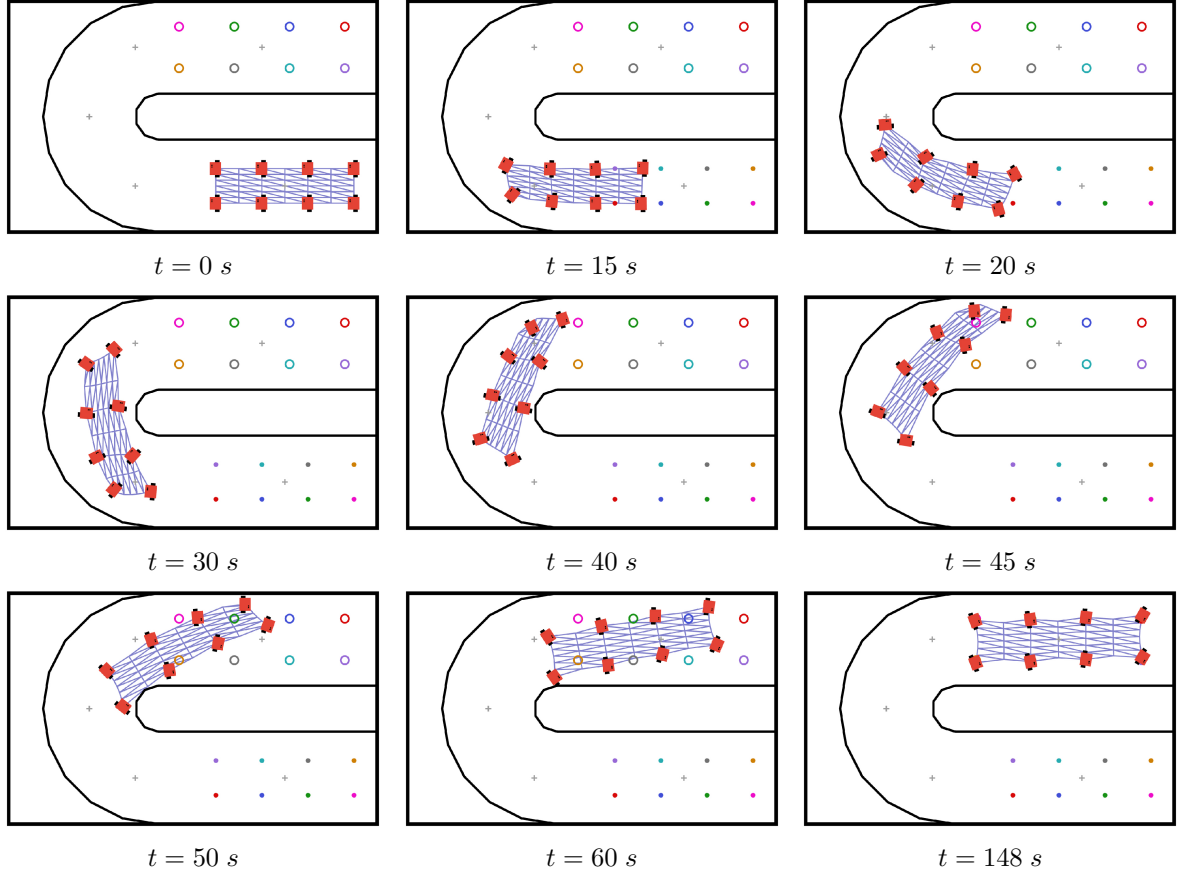 t = 0 s
t = 15 s
t = 20 s
t = 30 s
t = 40 s
t = 45 s
t = 50 s
t = 60 s
t = 148 s